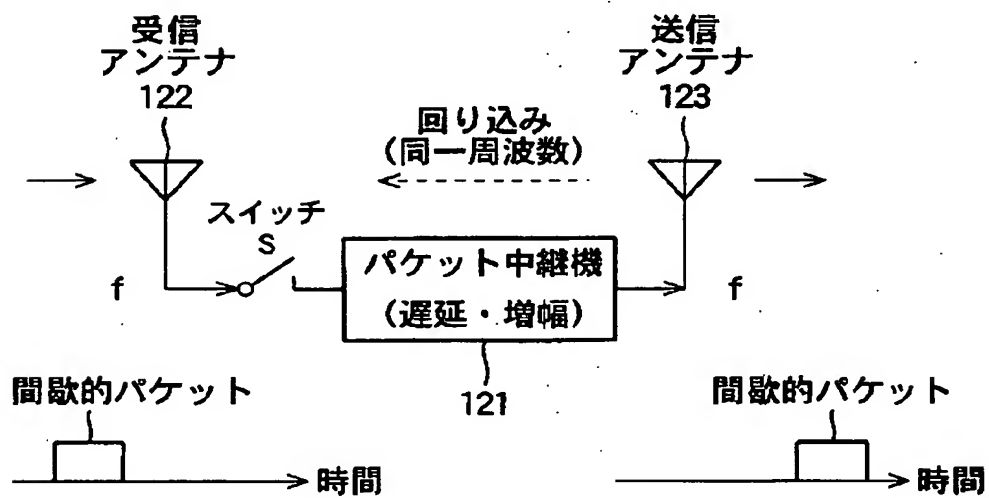 受信
アンテナ
122
送信
アンテナ
123
回り込み
(同一周波数)
スイッチ
S
f
パケット中継機
(遅延・増幅)
f
121
間歇的パケット
時間
間歇的パケット
時間